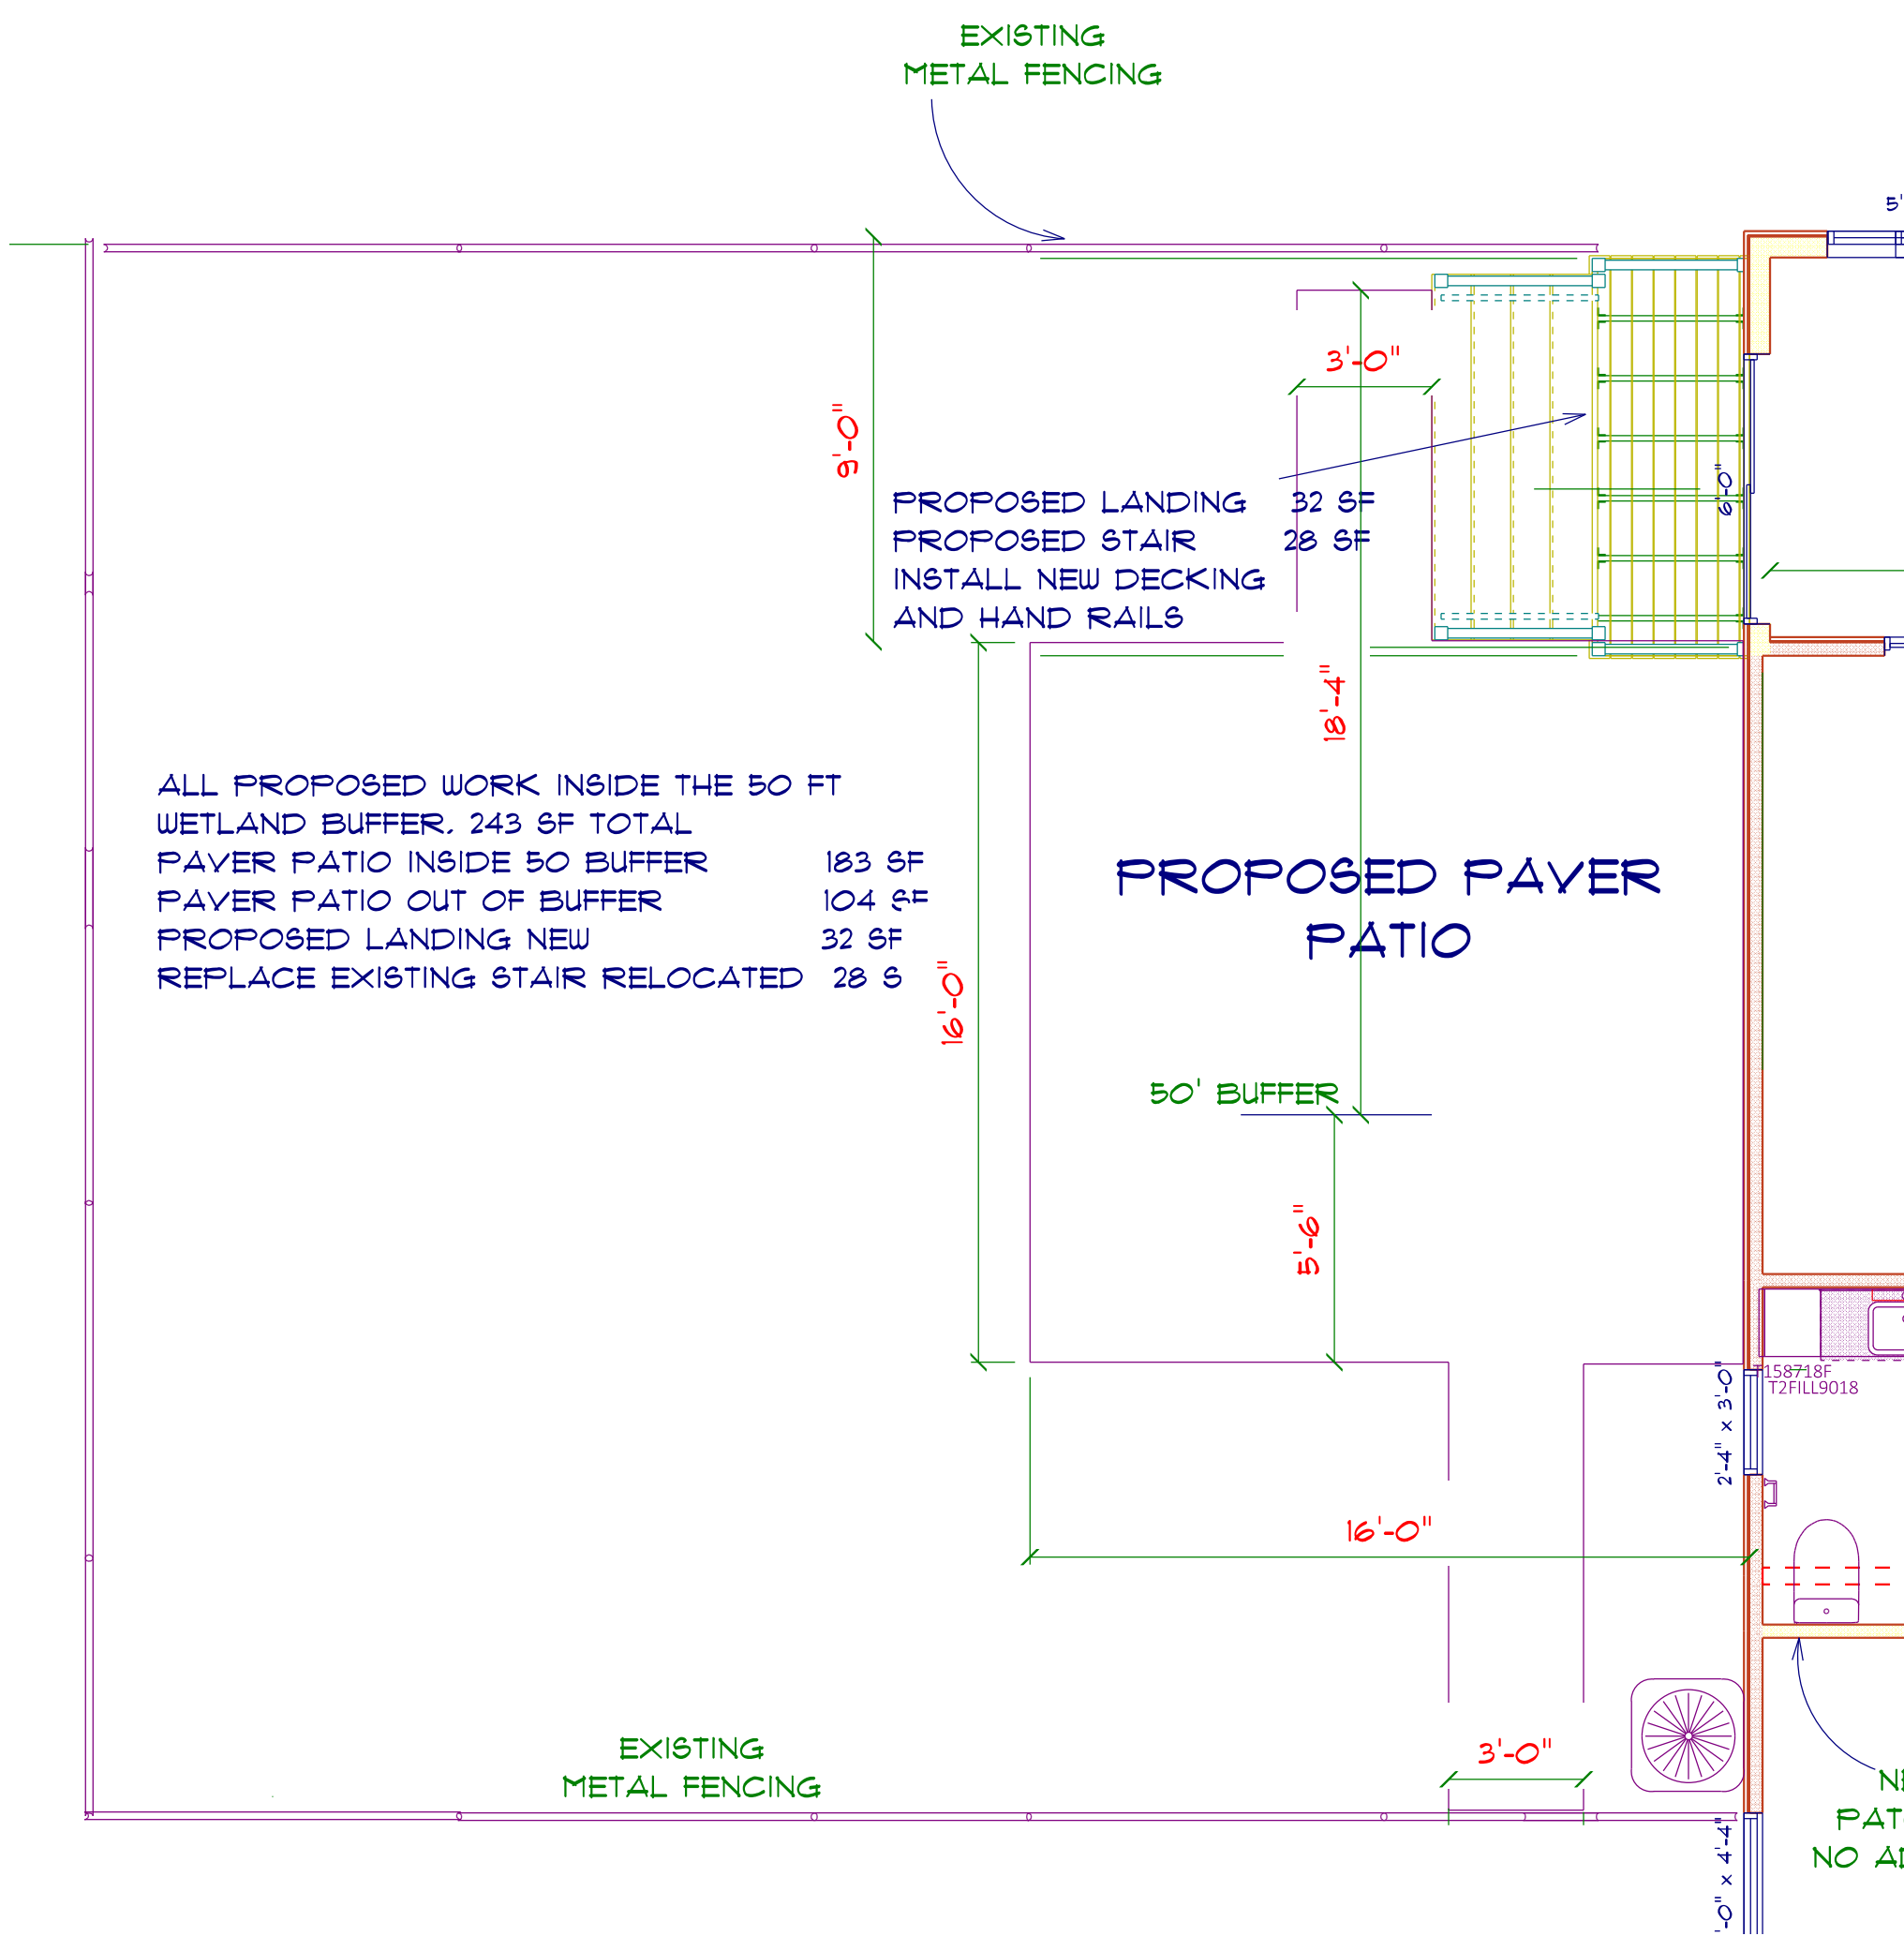 EXISTING
METAL FENCING
5'
3'-0"
9'-0"
6'-0"
PROPOSED LANDING 32 SF
PROPOSED STAIR 28 SF
INSTALL NEW DECKING
AND HAND RAILS
18'-4"
ALL PROPOSED WORK INSIDE THE 50 FT
WETLAND BUFFER. 243 SF TOTAL
PAVER PATIO INSIDE 50 BUFFER 183 SF
PAVER PATIO OUT OF BUFFER 104 SF
PROPOSED LANDING NEW 32 SF
REPLACE EXISTING STAIR RELOCATED 28 S
PROPOSED PAVER
PATIO
16'-0"
50' BUFFER
5'-6"
T158718F
T2FILL9018
2'-4" x 3'-0"
16'-0"
EXISTING
METAL FENCING
3'-0"
NE
PAT
NO A
'-0" x 4'-4"